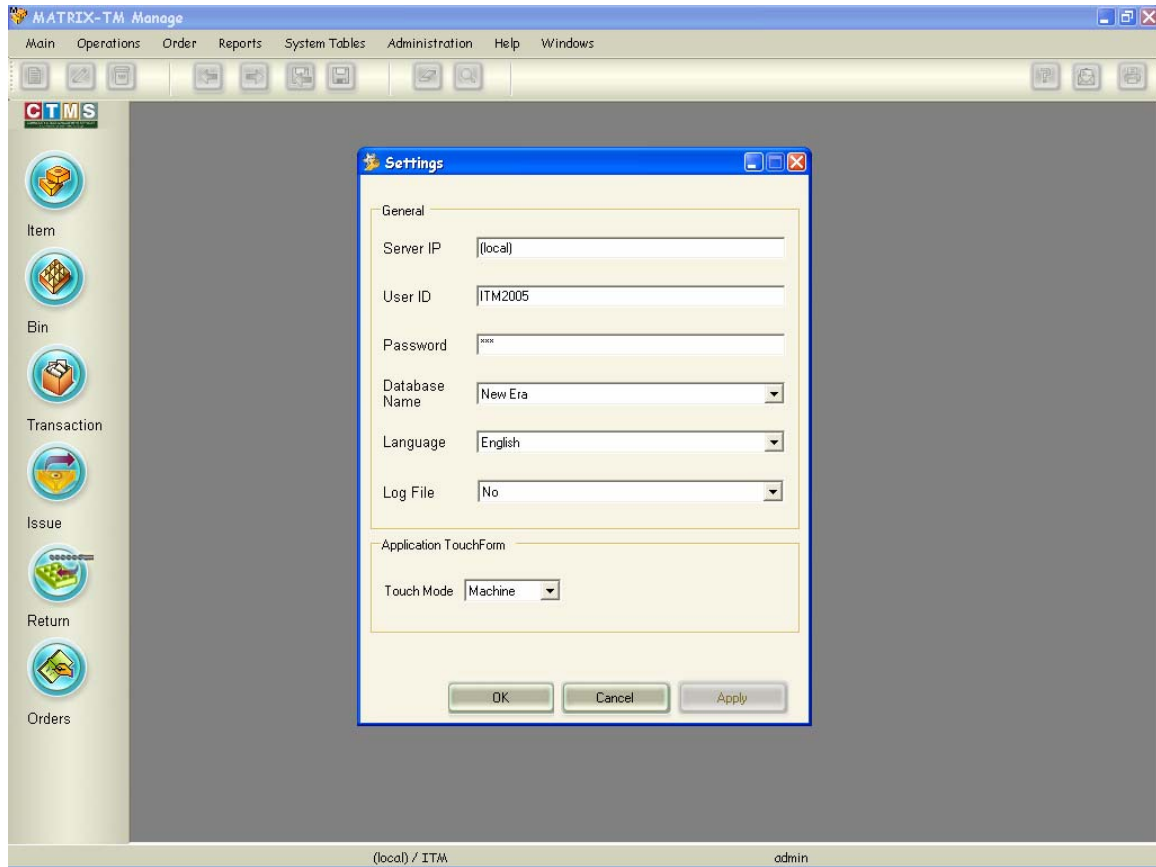 MATRIX-TM Manage
Main Operations Order Reports System Tables Administration Help Windows
CTMS
Item
Bin
Transaction
Issue
Return
Orders
Settings
General
Server IP (local)
User ID ITM2005
Password ***
Database
Name New Era
Language English
Log File No
Application TouchForm
Touch Mode Machine
OK Cancel Apply
(local) / ITM admin